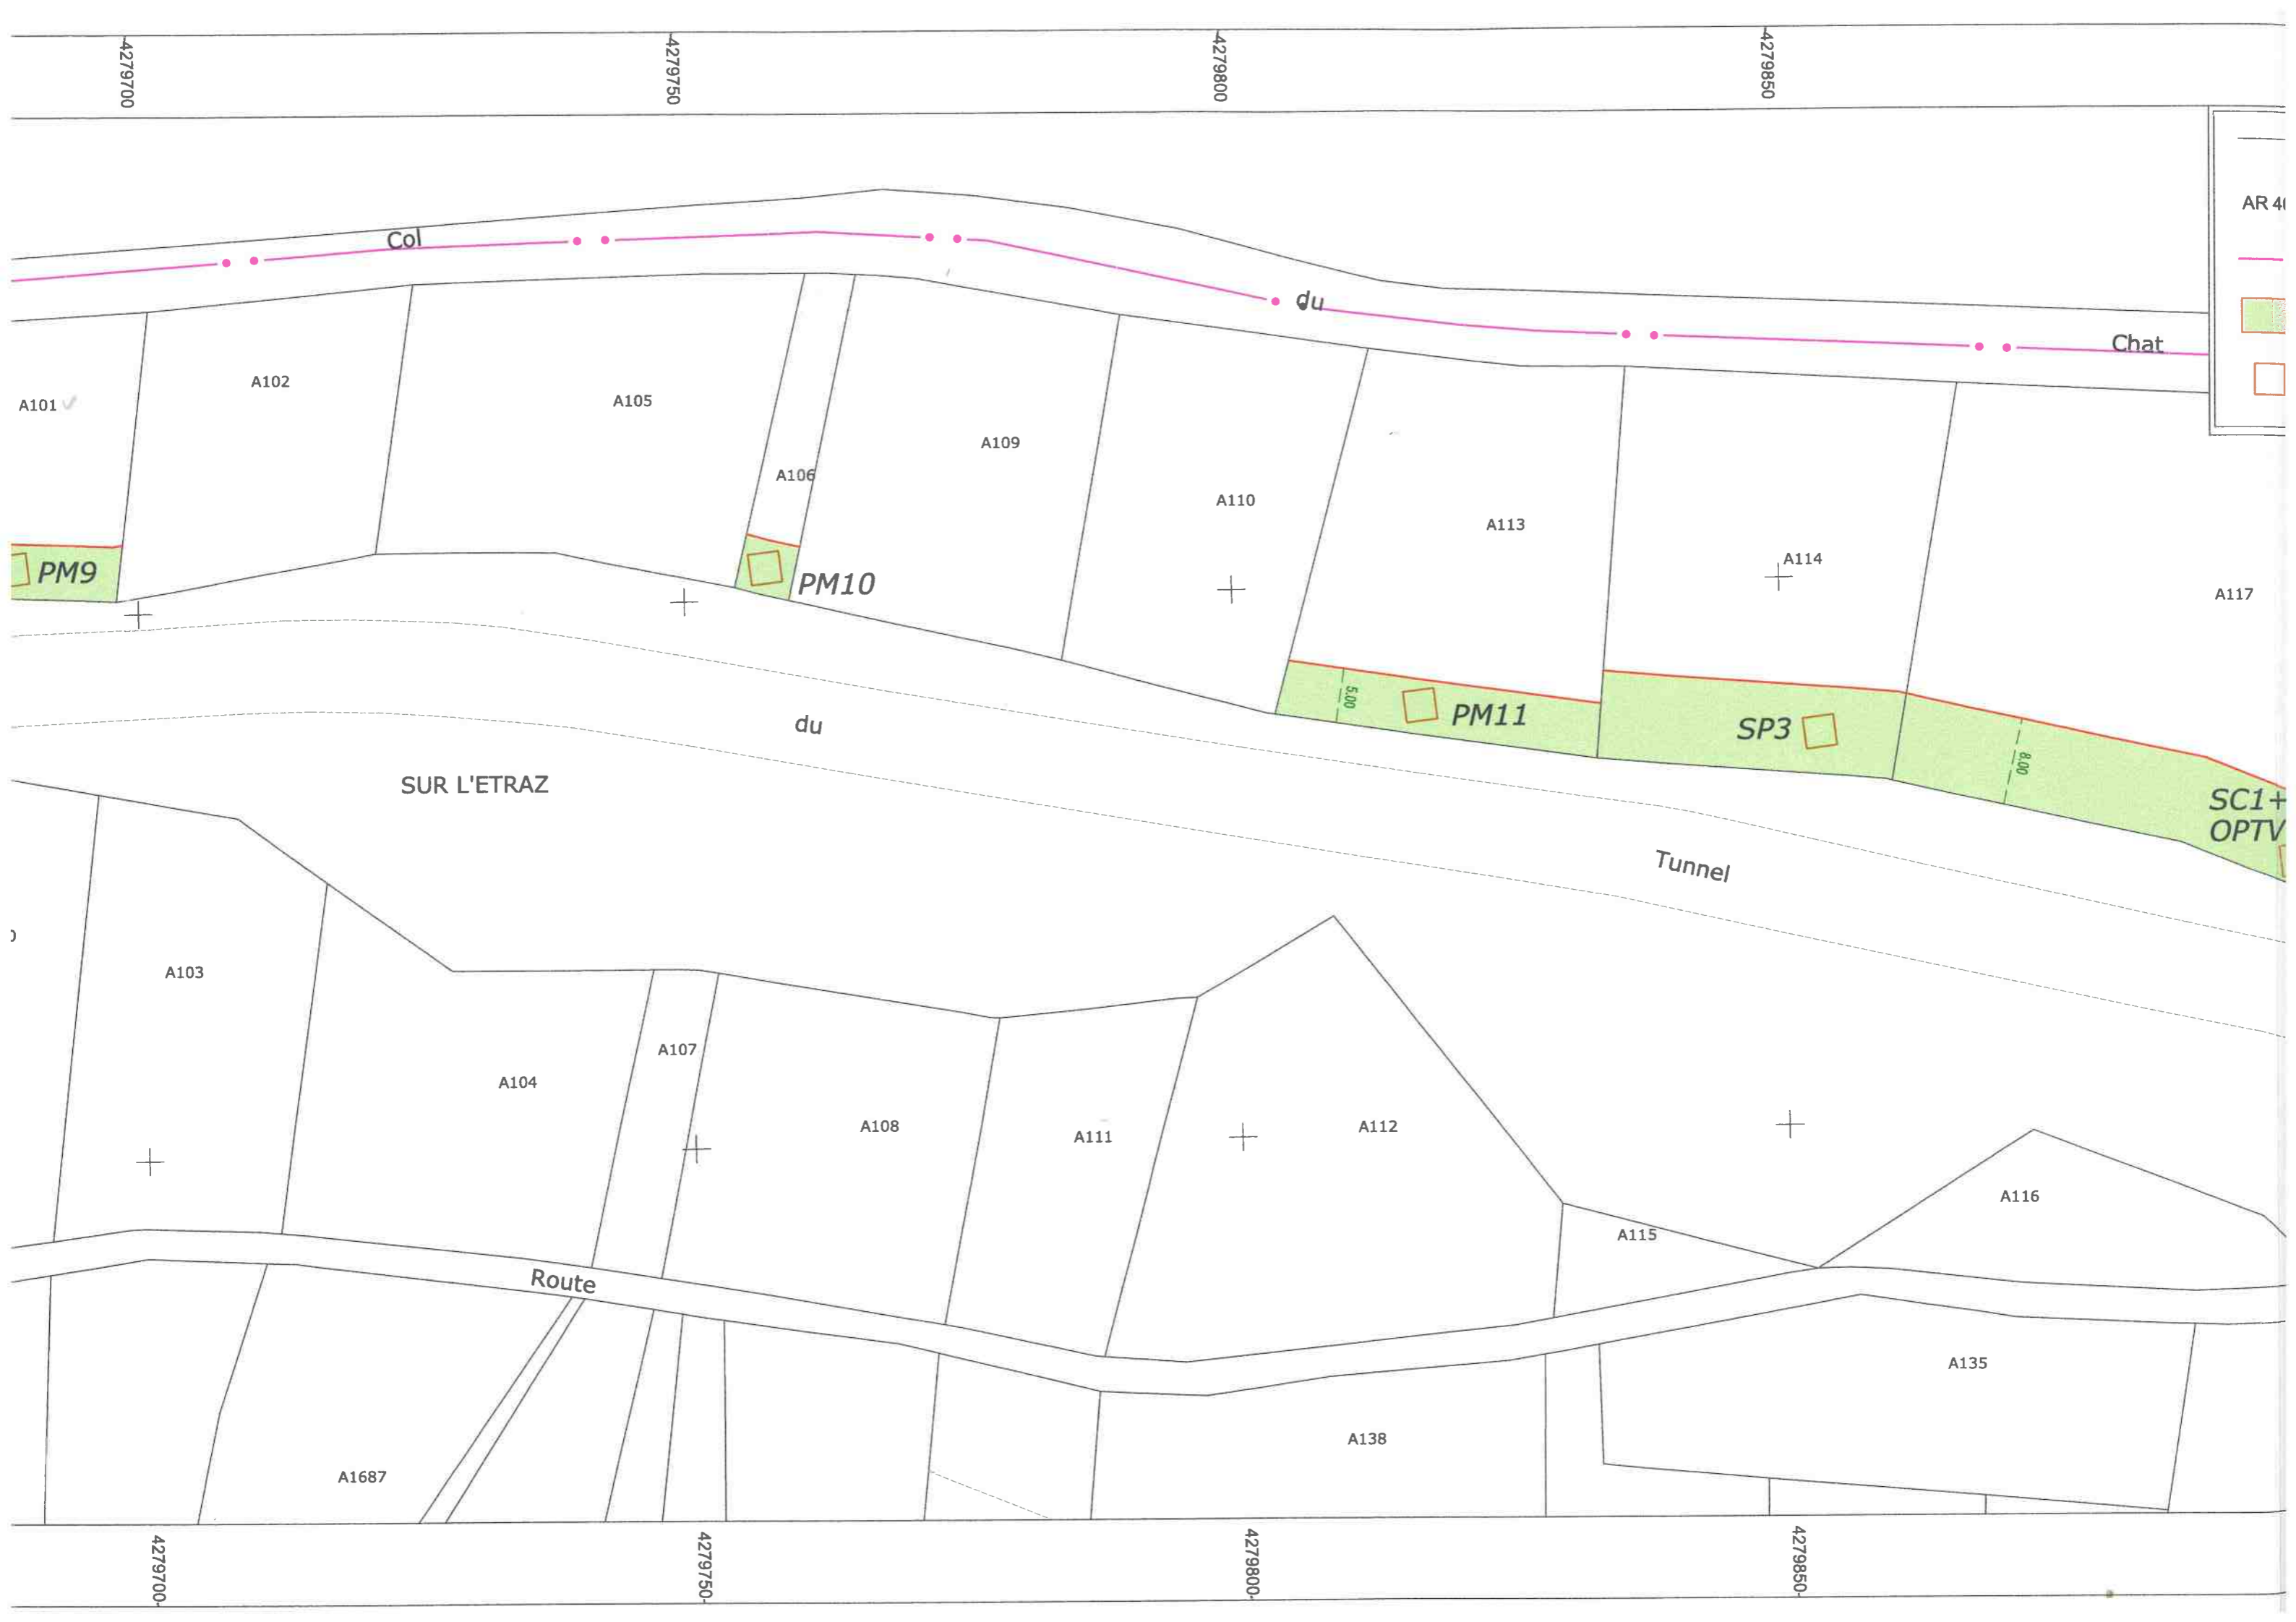 4279700
4279750
4279800
4279850
AR 4
Col
du
Chat
A101
A102
A105
A106
A109
A110
A113
A114
A117
PM9
PM10
5.00
PM11
SP3
8.00
SC1+
OPTV
du
SUR L'ETRAZ
Tunnel
A103
A104
A107
A108
A111
A112
A115
A116
Route
A135
A138
A1687
4279700
4279750
4279800
4279850